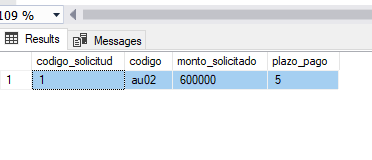 109 %
Results Messages
codigo_solicitud codigo monto_solicitado plazo_pago
1 1 au02 600000 5